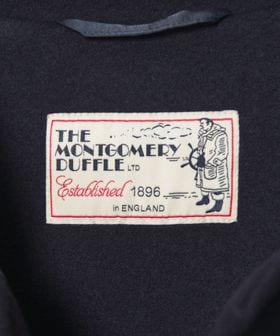 THE
MONTGOMERY
DUFFLE LTD
Established 1896
in ENGLAND